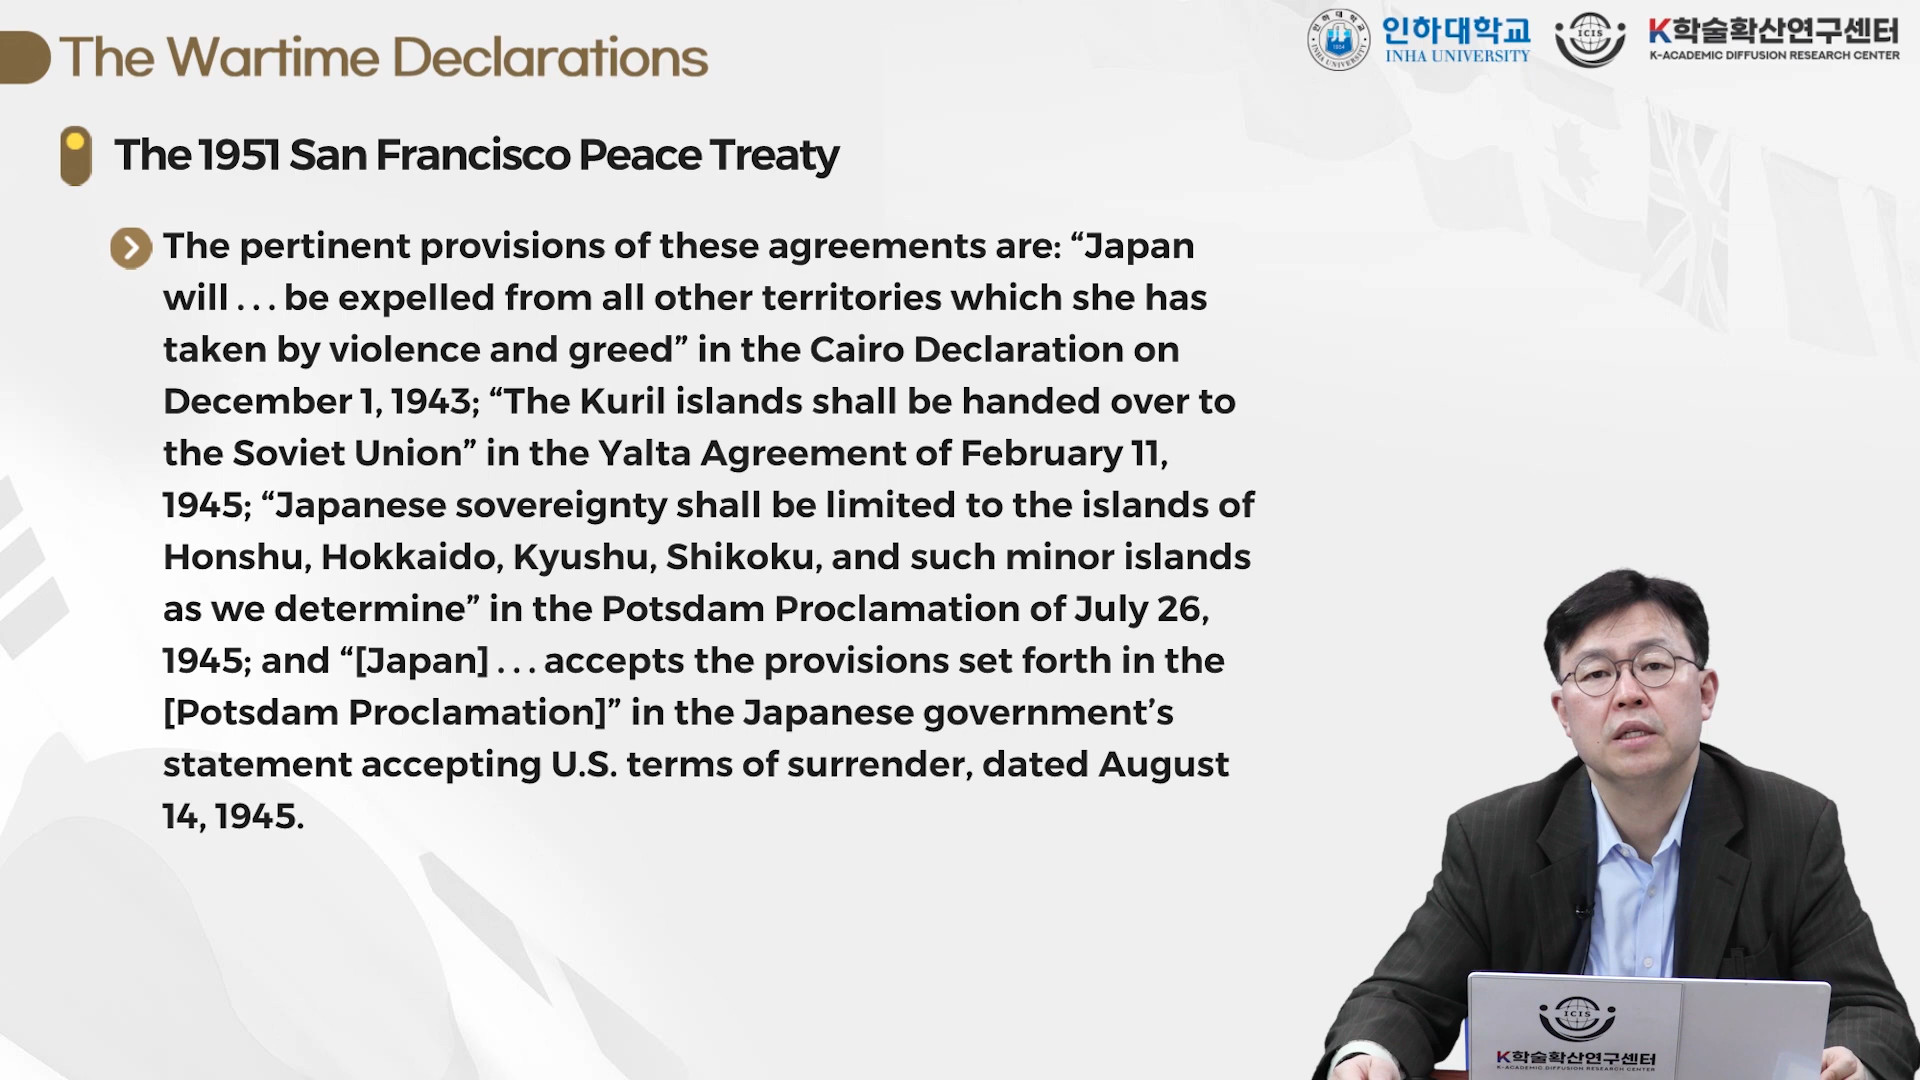 The Wartime Declarations
인하대학교
INHA UNIVERSITY
ICIS
K학술확산연구센터
K-ACADEMIC DIFFUSION RESEARCH CENTER
The 1951 San Francisco Peace Treaty
The pertinent provisions of these agreements are: “Japan
will . . . be expelled from all other territories which she has
taken by violence and greed” in the Cairo Declaration on
December 1, 1943; “The Kuril islands shall be handed over to
the Soviet Union” in the Yalta Agreement of February 11,
1945; “Japanese sovereignty shall be limited to the islands of
Honshu, Hokkaido, Kyushu, Shikoku, and such minor islands
as we determine” in the Potsdam Proclamation of July 26,
1945; and “[Japan] . . . accepts the provisions set forth in the
[Potsdam Proclamation]” in the Japanese government’s
statement accepting U.S. terms of surrender, dated August
14, 1945.
ICIS
K학술확산연구센터
K-ACADEMIC DIFFUSION RESEARCH CENTER